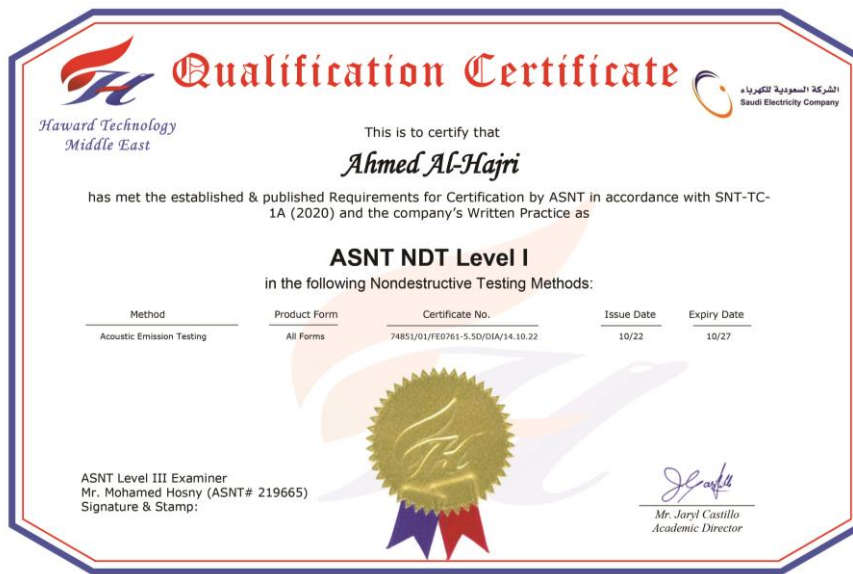 Qualification Certificate
Haward Technology
Middle East
الشركة السعودية للكهرباء
Saudi Electricity Company
This is to certify that
Ahmed Al-Hajri
has met the established & published Requirements for Certification by ASNT in accordance with SNT-TC-
1A (2020) and the company's Written Practice as
ASNT NDT Level I
in the following Nondestructive Testing Methods:
Method Product Form Certificate No. Issue Date Expiry Date
Acoustic Emission Testing All Forms 74851/01/FE0761-5.5D/DIA/14.10.22 10/22 10/27
ASNT Level III Examiner
Mr. Mohamed Hosny (ASNT# 219665)
Signature & Stamp:
Mr. Jaryl Castillo
Academic Director